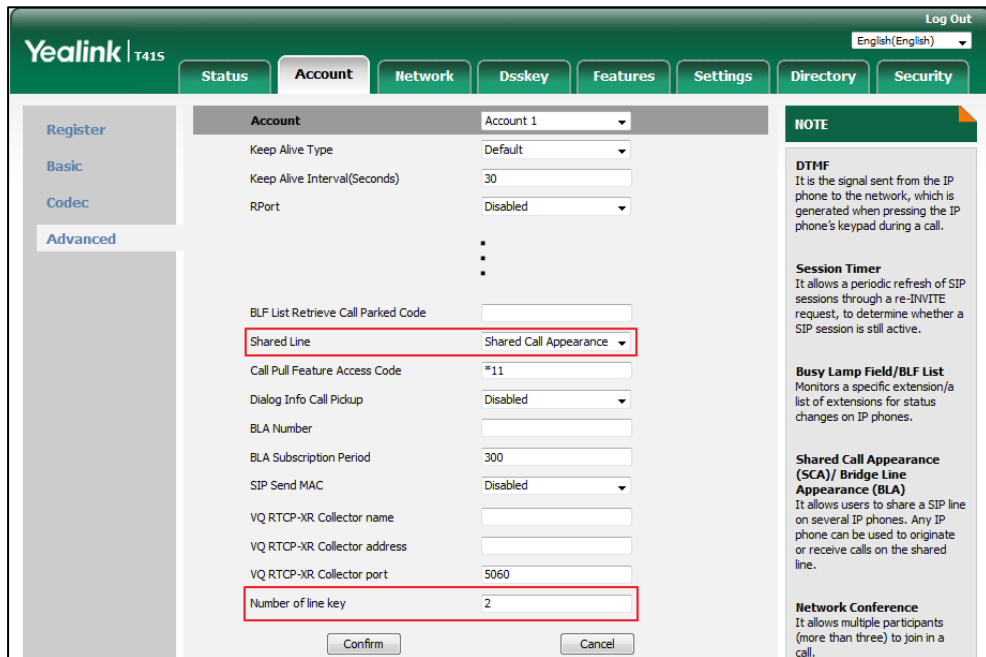 Log Out
Yealink T41S
English(English)
Status Account Network Dsskey Features Settings Directory Security
Register
Basic
Codec
Advanced
Account Account 1
Keep Alive Type Default
Keep Alive Interval(Seconds) 30
RPort Disabled
BLF List Retrieve Call Parked Code
Shared Line Shared Call Appearance
Call Pull Feature Access Code *11
Dialog Info Call Pickup Disabled
BLA Number
BLA Subscription Period 300
SIP Send MAC Disabled
VQ RTCP-XR Collector name
VQ RTCP-XR Collector address
VQ RTCP-XR Collector port 5060
Number of line key 2
Confirm Cancel
NOTE
DTMF
It is the signal sent from the IP
phone to the network, which is
generated when pressing the IP
phone's keypad during a call.
Session Timer
It allows a periodic refresh of SIP
sessions through a re-INVITE
request, to determine whether a
SIP session is still active.
Busy Lamp Field/BLF List
Monitors a specific extension/a
list of extensions for status
changes on IP phones.
Shared Call Appearance
(SCA)/ Bridge Line
Appearance (BLA)
It allows users to share a SIP line
on several IP phones. Any IP
phone can be used to originate
or receive calls on the shared
line.
Network Conference
It allows multiple participants
(more than three) to join in a
call.